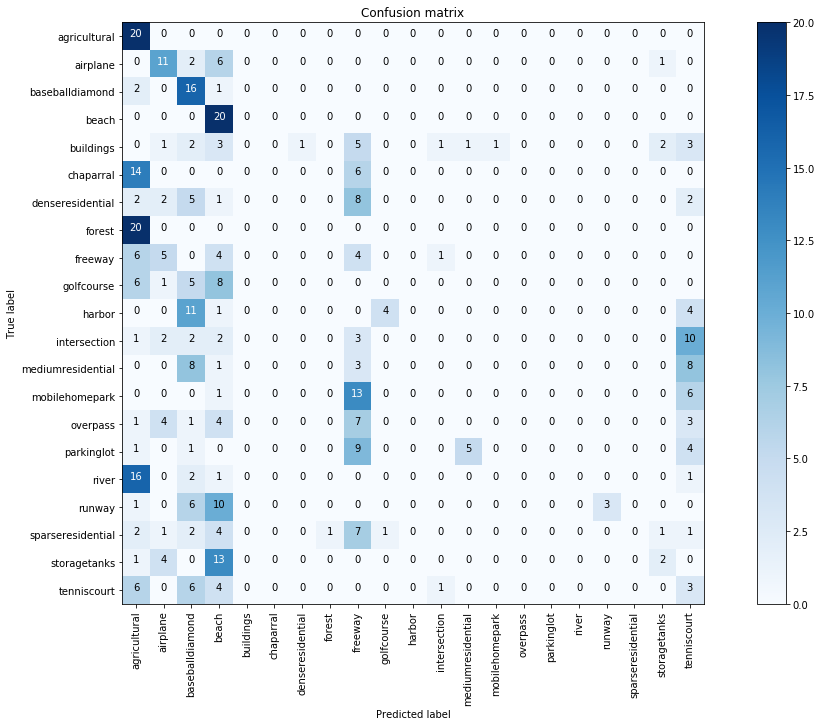 Confusion matrix
True label
agricultural 20 0 0 0 0 0 0 0 0 0 0 0 0 0 0 0 0 0 0 0 0
airplane 0 11 2 6 0 0 0 0 0 0 0 0 0 0 0 0 0 0 0 1 0
baseballdiamond 2 0 16 1 0 0 0 0 0 0 0 0 0 0 0 0 0 0 0 0 0
beach 0 0 0 20 0 0 0 0 0 0 0 0 0 0 0 0 0 0 0 0 0
buildings 0 1 2 3 0 0 1 0 5 0 0 1 1 1 0 0 0 0 0 2 3
chaparral 14 0 0 0 0 0 0 0 6 0 0 0 0 0 0 0 0 0 0 0 0
denseresidential 2 2 5 1 0 0 0 0 8 0 0 0 0 0 0 0 0 0 0 0 2
forest 20 0 0 0 0 0 0 0 0 0 0 0 0 0 0 0 0 0 0 0 0
freeway 6 5 0 4 0 0 0 0 4 0 0 1 0 0 0 0 0 0 0 0 0
golfcourse 6 1 5 8 0 0 0 0 0 0 0 0 0 0 0 0 0 0 0 0 0
harbor 0 0 11 1 0 0 0 0 0 4 0 0 0 0 0 0 0 0 0 0 4
intersection 1 2 2 2 0 0 0 0 3 0 0 0 0 0 0 0 0 0 0 0 10
mediumresidential 0 0 8 1 0 0 0 0 3 0 0 0 0 0 0 0 0 0 0 0 8
mobilehomepark 0 0 0 1 0 0 0 0 13 0 0 0 0 0 0 0 0 0 0 0 6
overpass 1 4 1 4 0 0 0 0 7 0 0 0 0 0 0 0 0 0 0 0 3
parkinglot 1 0 1 0 0 0 0 0 9 0 0 0 5 0 0 0 0 0 0 0 4
river 16 0 2 1 0 0 0 0 0 0 0 0 0 0 0 0 0 0 0 0 1
runway 1 0 6 10 0 0 0 0 0 0 0 0 0 0 0 0 0 3 0 0 0
sparseresidential 2 1 2 4 0 0 0 1 7 1 0 0 0 0 0 0 0 0 0 1 1
storagetanks 1 4 0 13 0 0 0 0 0 0 0 0 0 0 0 0 0 0 0 2 0
tenniscourt 6 0 6 4 0 0 0 0 0 0 0 1 0 0 0 0 0 0 0 0 3
agricultural
airplane
baseballdiamond
beach
buildings
chaparral
denseresidential
forest
freeway
golfcourse
harbor
intersection
mediumresidential
mobilehomepark
overpass
parkinglot
river
runway
sparseresidential
storagetanks
tenniscourt
Predicted label
20.0
17.5
15.0
12.5
10.0
7.5
5.0
2.5
0.0